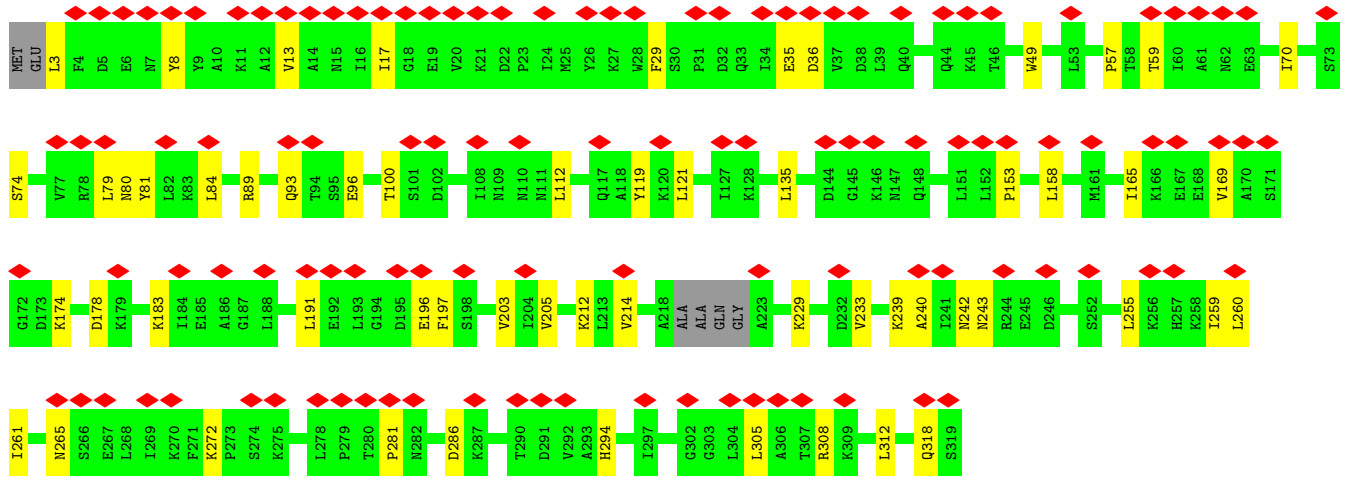 MET GLU L3 F4 D5 E6 N7 Y8 Y9 A10 K11 A12 V13 A14 N15 I16 I17 G18 E19 V20 K21 D22 P23 I24 M25 Y26 K27 W28 F29 S30 P31 D32 Q33 I34 E35 D36 V37 D38 L39 Q40 Q44 K45 T46 W49 L53 P57 T58 T59 I60 A61 N62 E63 I70 S73
S74 V77 R78 L79 N80 Y81 L82 K83 L84 R89 Q93 T94 S95 E96 T100 S101 D102 I108 N109 N110 N111 L112 Q117 A118 Y119 K120 L121 I127 K128 L135 D144 G145 K146 N147 Q148 L151 L152 P153 L158 M161 I165 K166 E167 E168 V169 A170 S171
G172 D173 K174 D178 K179 K183 I184 E185 A186 G187 L188 L191 E192 L193 G194 D195 E196 F197 S198 V203 I204 V205 K212 L213 V214 A218 ALA ALA GLN GLY A223 K229 D232 V233 K239 A240 I241 N242 N243 R244 E245 D246 S252 L255 K256 H257 K258 I259 L260
I261 N265 S266 E267 L268 I269 K270 F271 K272 P273 S274 K275 L278 P279 T280 P281 N282 D286 K287 T290 D291 V292 A293 H294 I297 G302 G303 L304 L305 A306 T307 R308 K309 L312 Q318 S319